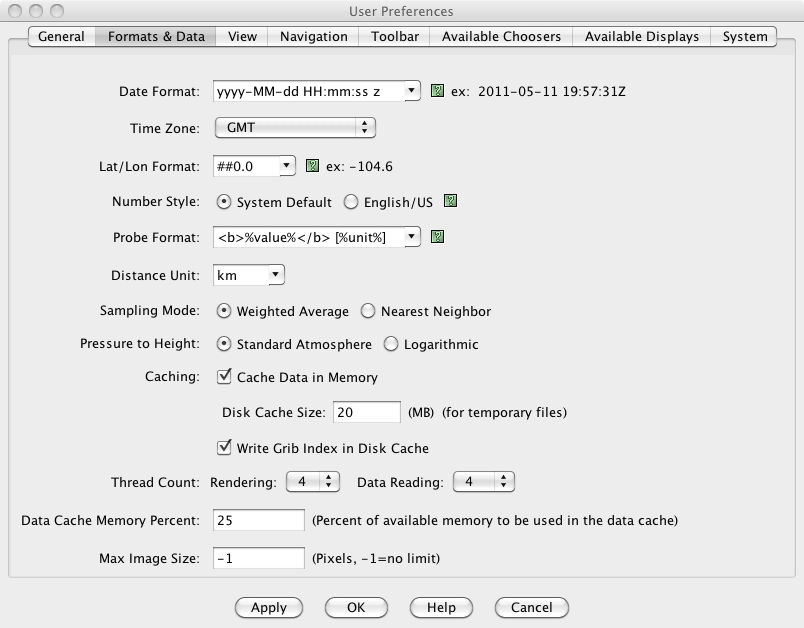 User Preferences
General Formats & Data View Navigation Toolbar Available Choosers Available Displays System
Date Format: yyyy-MM-dd HH:mm:ss z ex: 2011-05-11 19:57:31Z
Time Zone: GMT
Lat/Lon Format: ##0.0 ex: -104.6
Number Style: System Default English/US
Probe Format: <b>%value%</b> [%unit%]
Distance Unit: km
Sampling Mode: Weighted Average Nearest Neighbor
Pressure to Height: Standard Atmosphere Logarithmic
Caching: Cache Data in Memory
Disk Cache Size: 20 (MB) (for temporary files)
Write Grib Index in Disk Cache
Thread Count: Rendering: 4 Data Reading: 4
Data Cache Memory Percent: 25 (Percent of available memory to be used in the data cache)
Max Image Size: -1 (Pixels, -1=no limit)
Apply OK Help Cancel